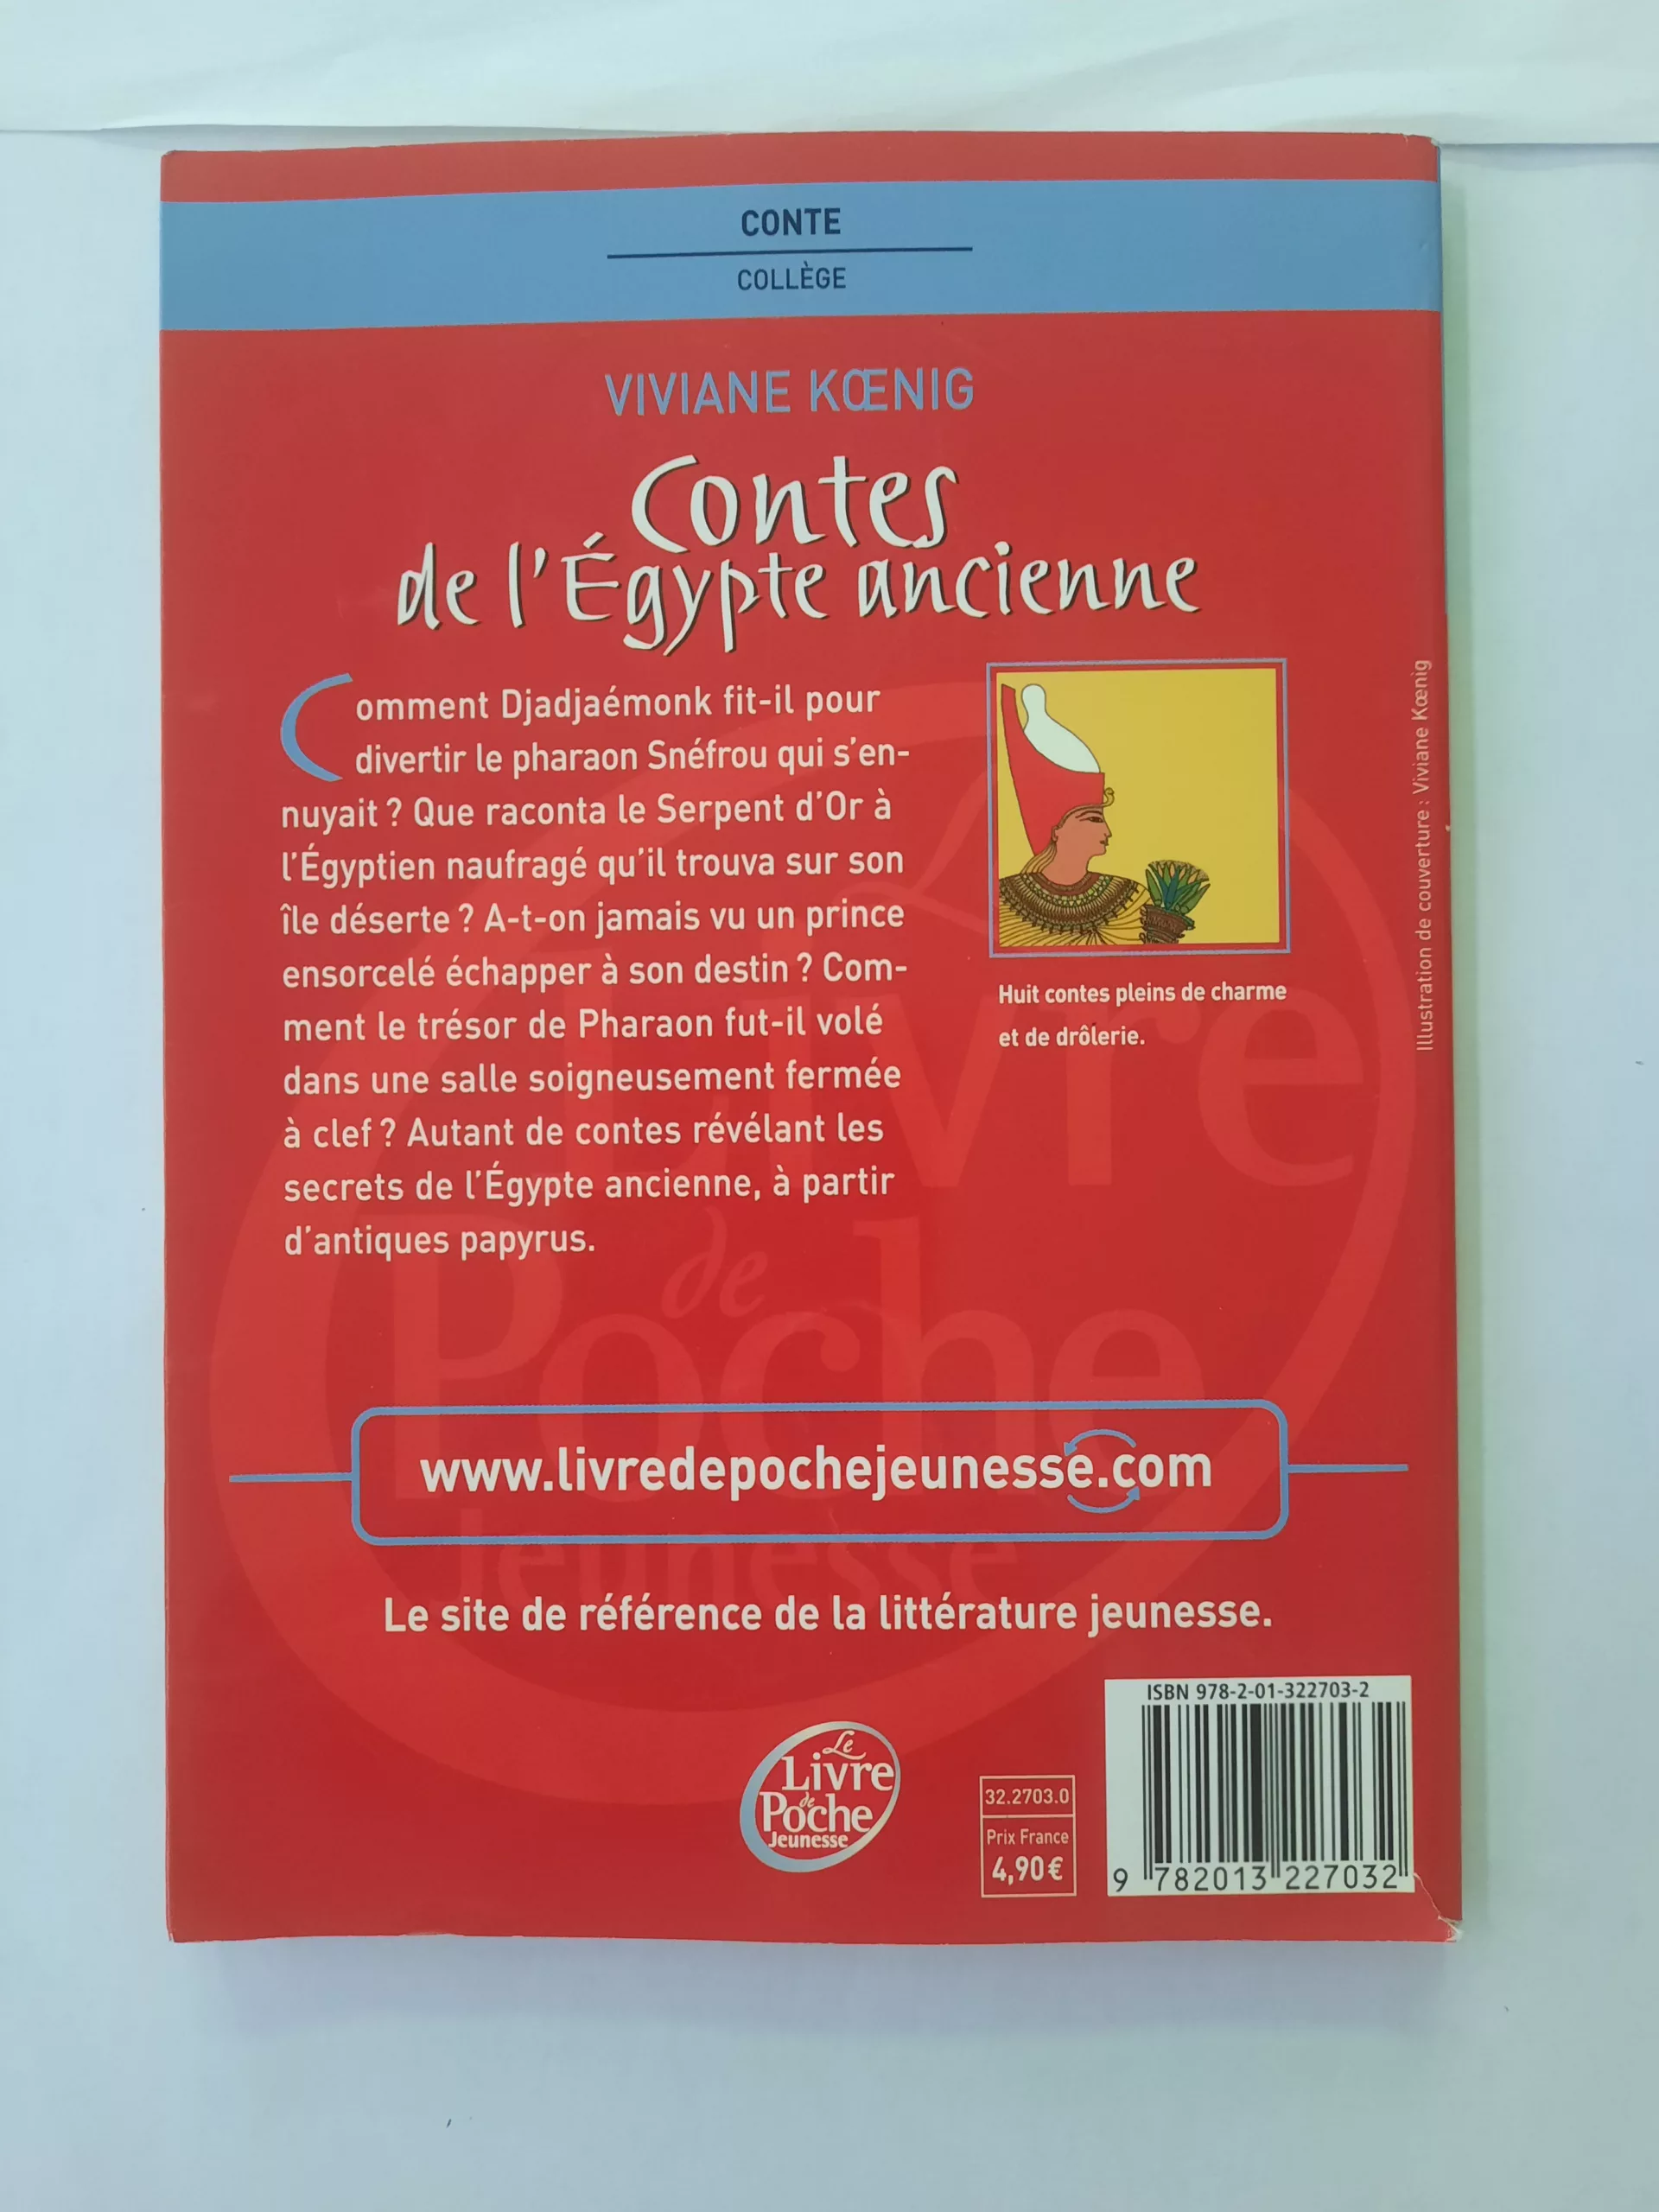 CONTE
COLLÈGE
VIVIANE KŒNIG
Contes
de l'Égypte ancienne
Comment Djadjaémonk fit-il pour
divertir le pharaon Snéfrou qui s'en-
nuyait ? Que raconta le Serpent d'Or à
l'Égyptien naufragé qu'il trouva sur son
île déserte ? A-t-on jamais vu un prince
ensorcelé échapper à son destin ? Com-
ment le trésor de Pharaon fut-il volé
dans une salle soigneusement fermée
à clef ? Autant de contes révélant les
secrets de l'Égypte ancienne, à partir
d'antiques papyrus.
Huit contes pleins de charme
et de drôlerie.
Illustration de couverture : Viviane Kœnig
Le
Livre
de
Poche
Jeunesse
www.livredepochejeunesse.com
Le site de référence de la littérature jeunesse.
Le
Livre
de
Poche
Jeunesse
32.2703.0
Prix France
4,90 €
ISBN 978-2-01-322703-2
9 782013 227032